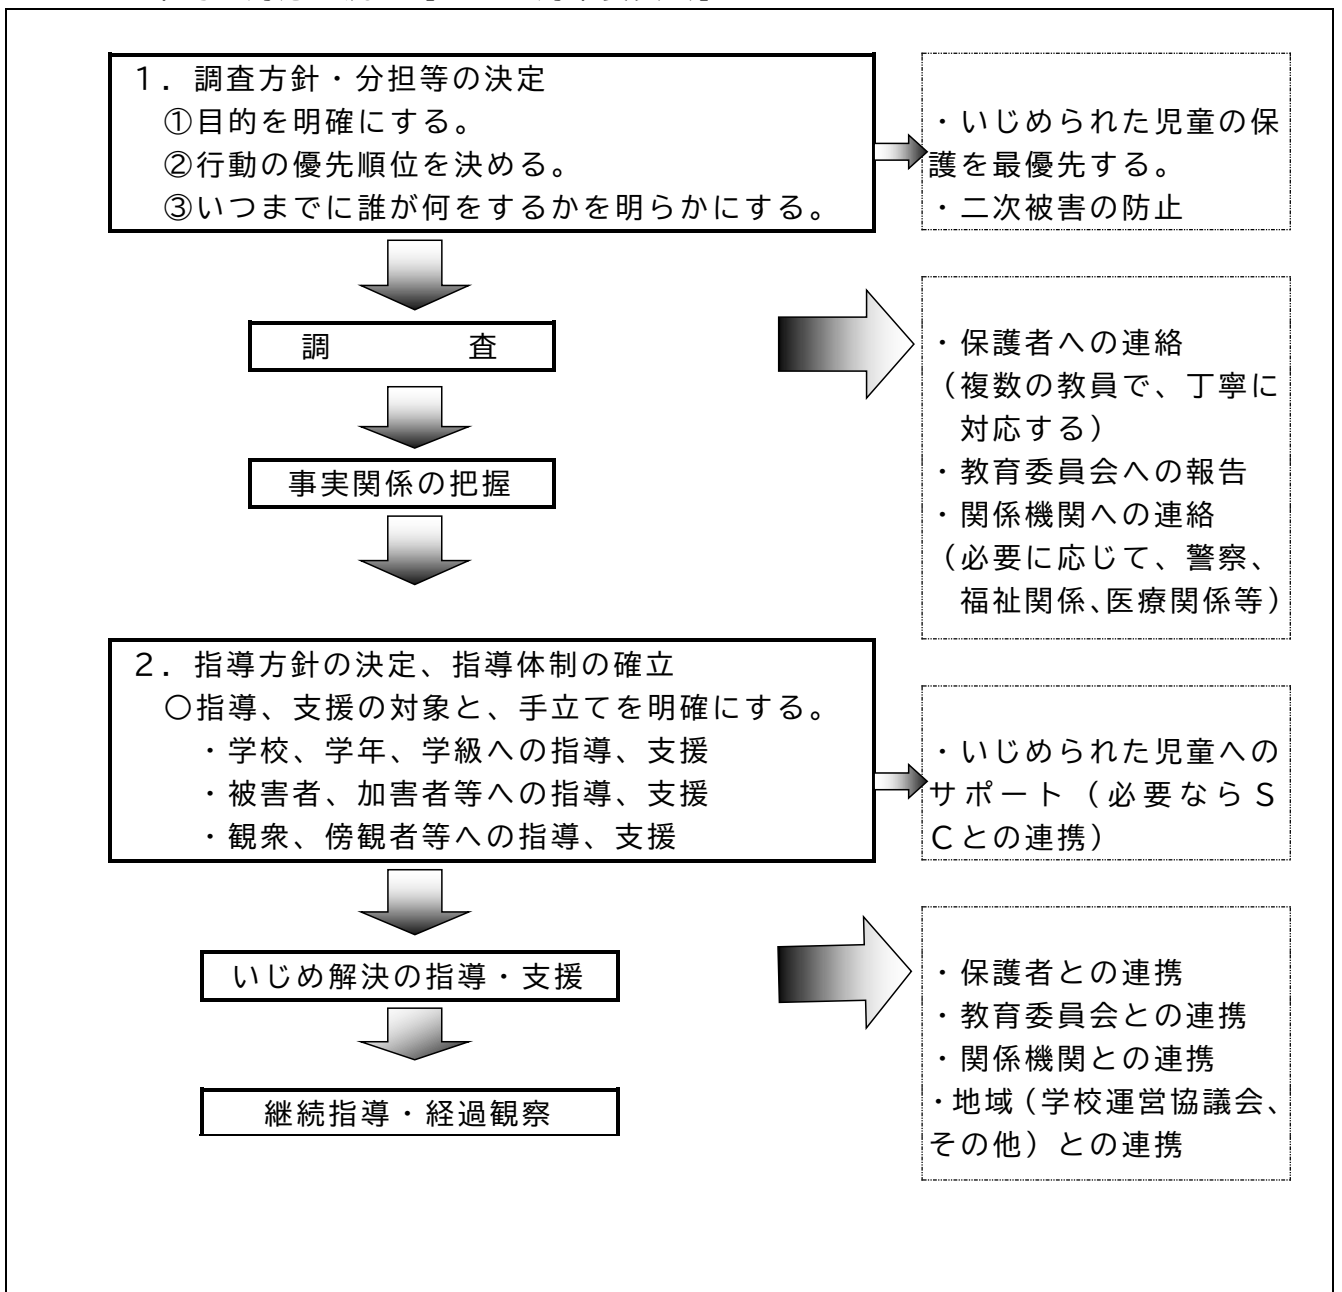 １．調査方針・分担等の決定
①目的を明確にする。
②行動の優先順位を決める。
③いつまでに誰が何をするかを明らかにする。
・いじめられた児童の保
護を最優先する。
・二次被害の防止
調　　　　査
事実関係の把握
・保護者への連絡
（複数の教員で、丁寧に
対応する）
・教育委員会への報告
・関係機関への連絡
（必要に応じて、警察、
福祉関係、医療関係等）
２．指導方針の決定、指導体制の確立
〇指導、支援の対象と、手立てを明確にする。
・学校、学年、学級への指導、支援
・被害者、加害者等への指導、支援
・観衆、傍観者等への指導、支援
・いじめられた児童への
サポート（必要ならＳ
Ｃとの連携）
いじめ解決の指導・支援
継続指導・経過観察
・保護者との連携
・教育委員会との連携
・関係機関との連携
・地域（学校運営協議会、
その他）との連携